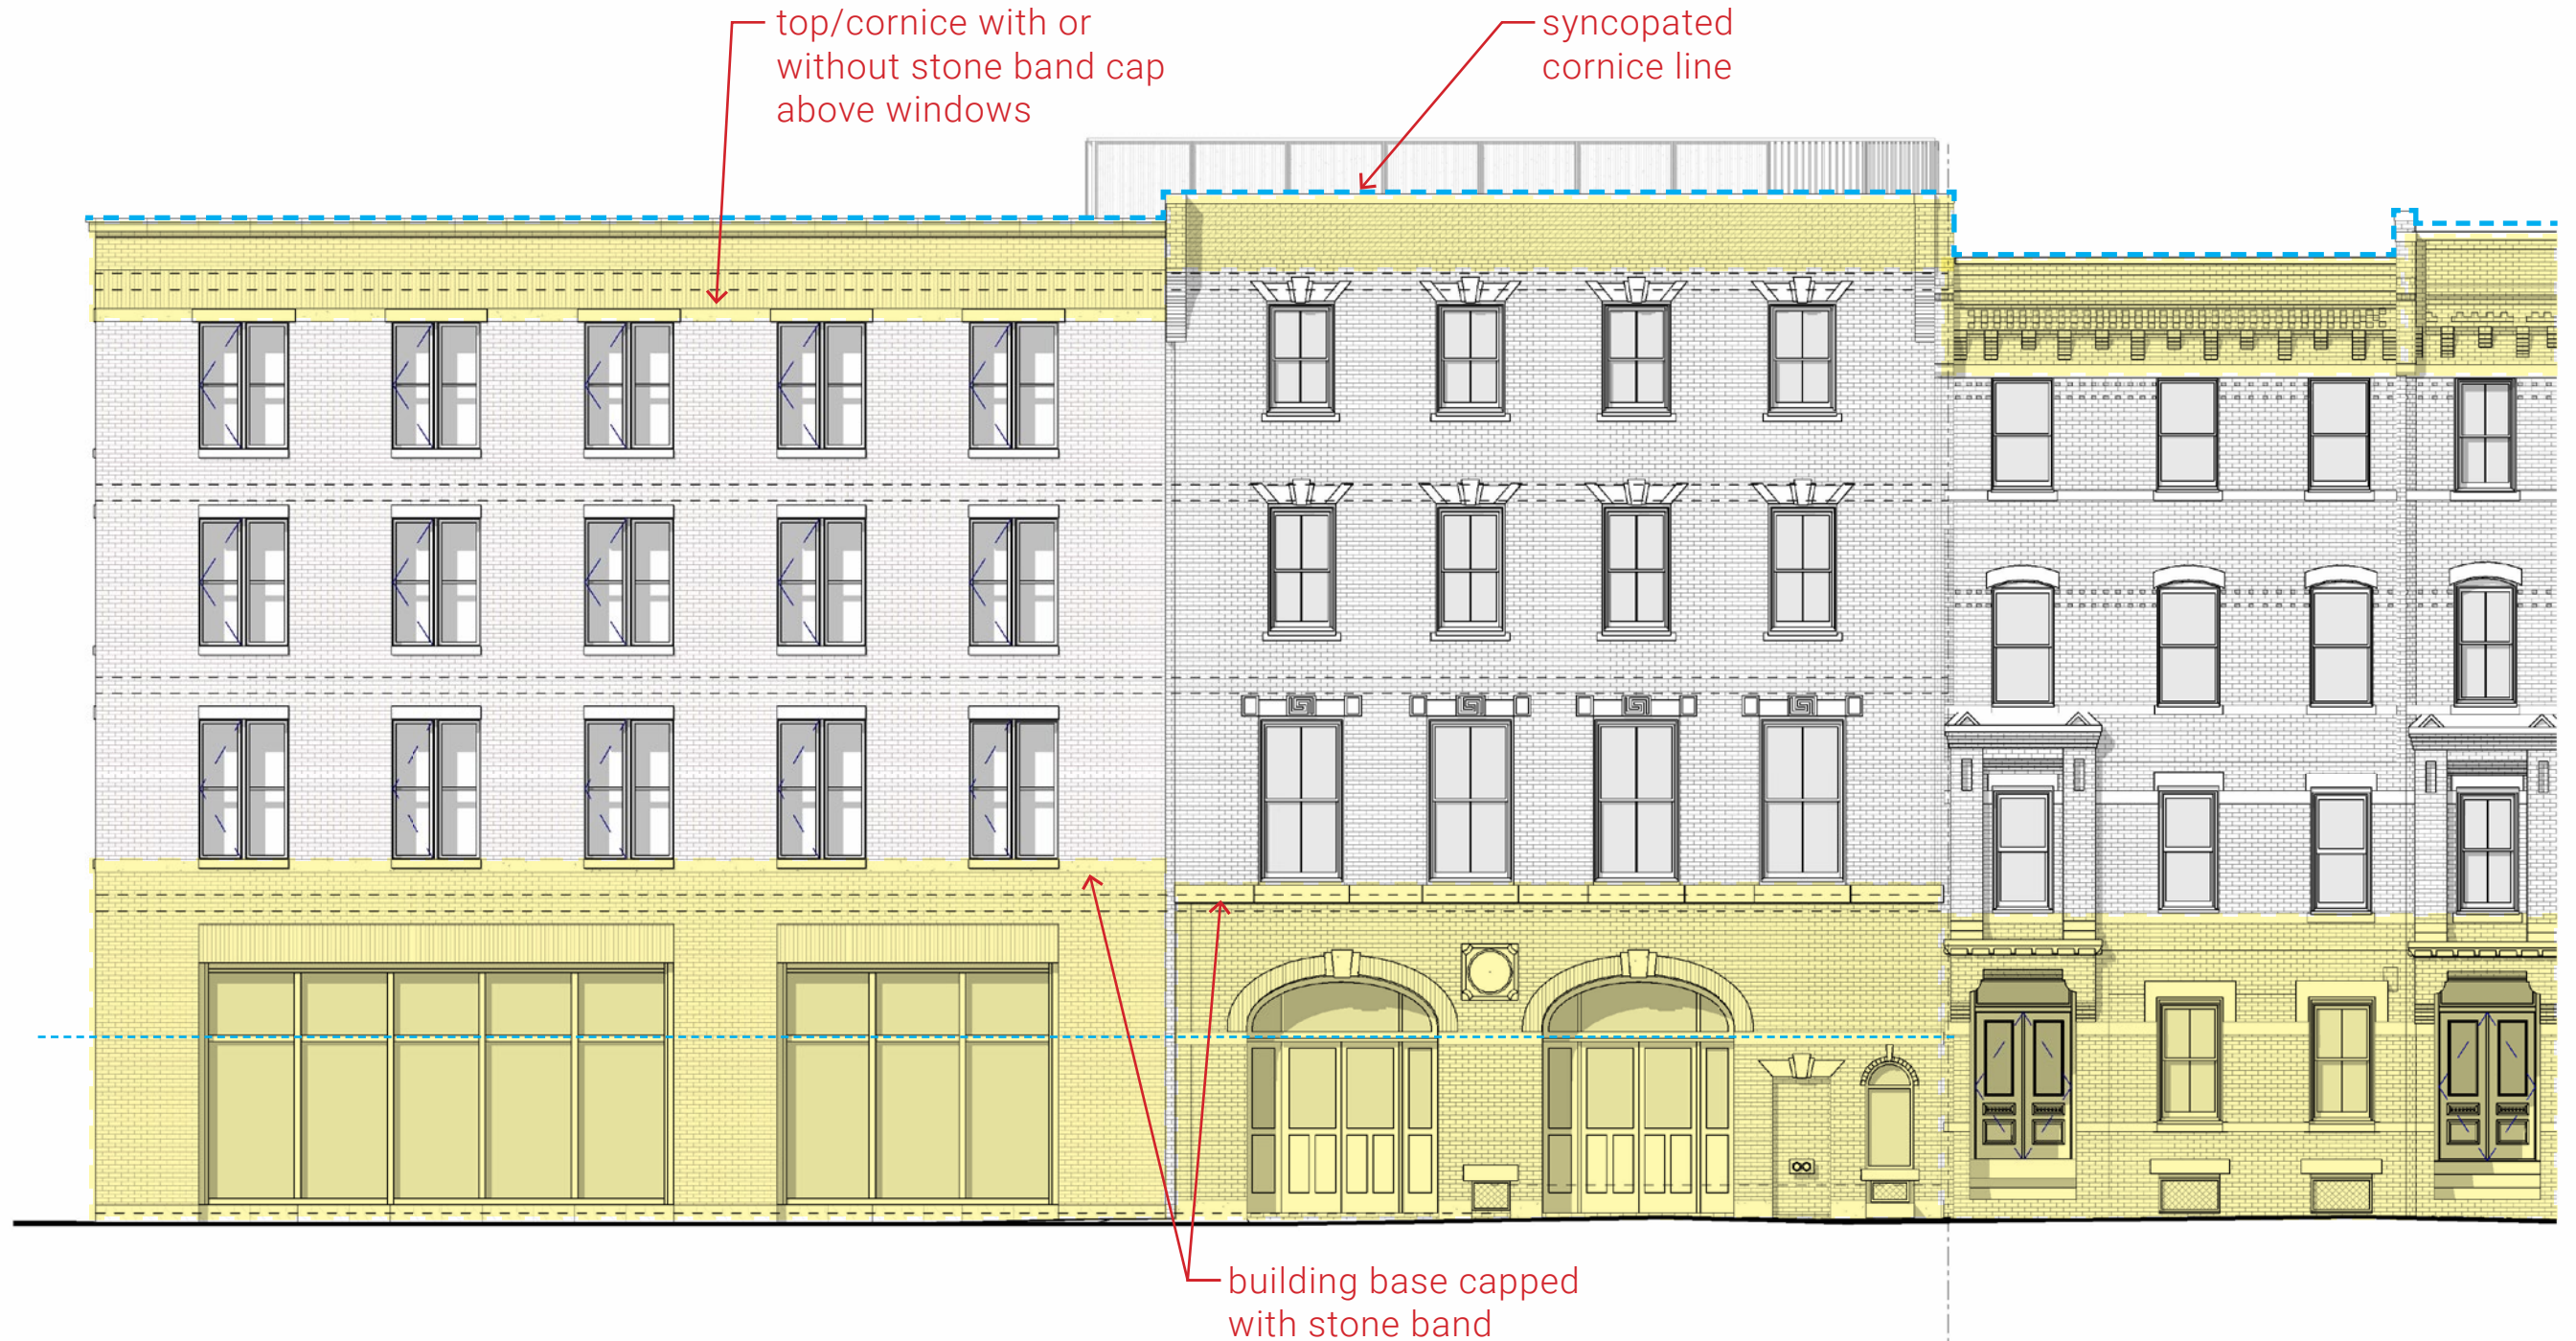 top/cornice with or
without stone band cap
above windows
syncopated
cornice line
building base capped
with stone band